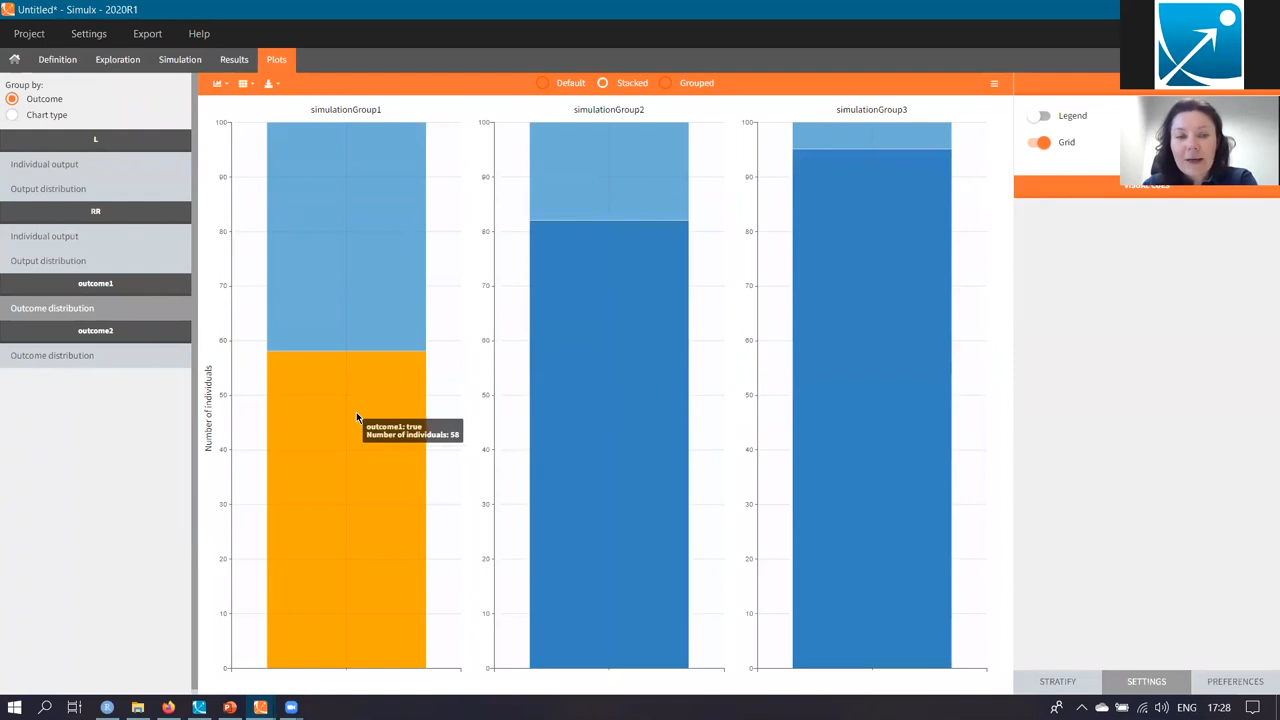 Untitled* - Simulx - 2020R1
Project Settings Export Help
Definition Exploration Simulation Results Plots
Group by:
Outcome
Chart type
L
Individual output
Output distribution
RR
Individual output
Output distribution
outcome1
Outcome distribution
outcome2
Outcome distribution
Default Stacked Grouped
simulationGroup1 simulationGroup2 simulationGroup3
Number of individuals
100
90
80
70
60
50
40
30
20
10
0
100
90
80
70
60
50
40
30
20
10
0
100
90
80
70
60
50
40
30
20
10
0
outcome1: true
Number of individuals: 58
Legend
Grid
VISUAL CUES
STRATIFY SETTINGS PREFERENCES
ENG 17:28